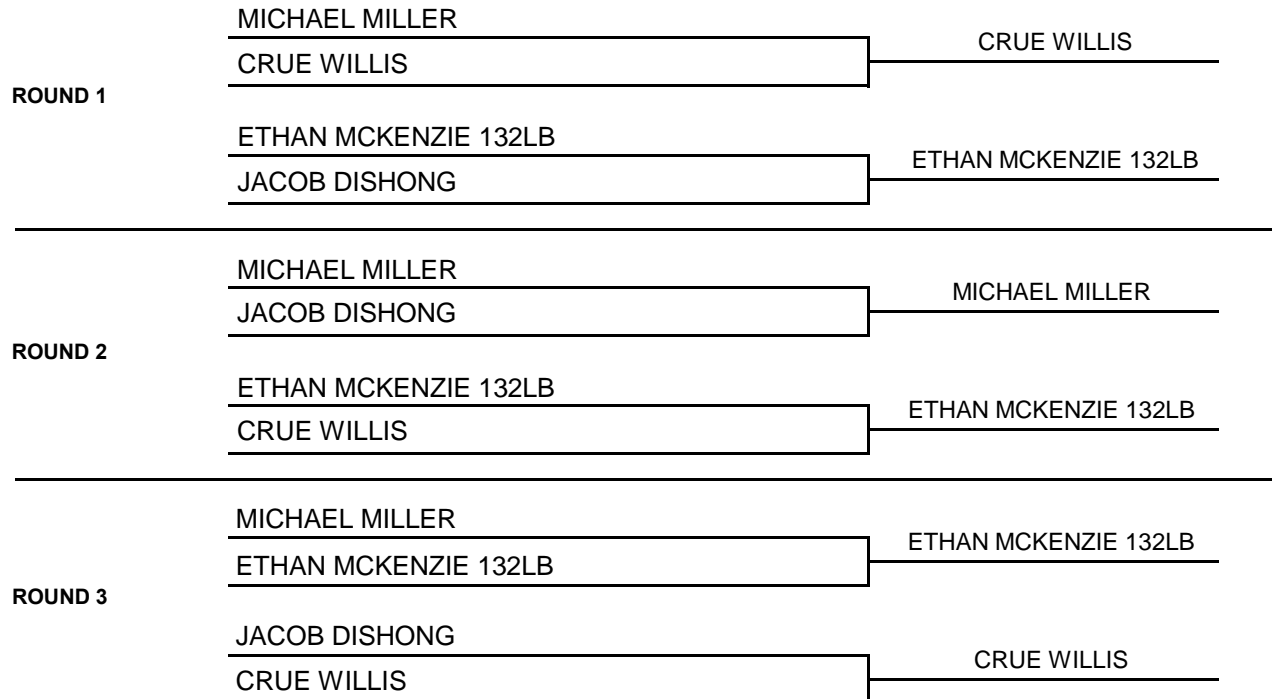 MICHAEL MILLER
CRUE WILLIS
CRUE WILLIS
ROUND 1
ETHAN MCKENZIE 132LB
ETHAN MCKENZIE 132LB
JACOB DISHONG
MICHAEL MILLER
MICHAEL MILLER
JACOB DISHONG
ROUND 2
ETHAN MCKENZIE 132LB
ETHAN MCKENZIE 132LB
CRUE WILLIS
MICHAEL MILLER
ETHAN MCKENZIE 132LB
ETHAN MCKENZIE 132LB
ROUND 3
JACOB DISHONG
CRUE WILLIS
CRUE WILLIS